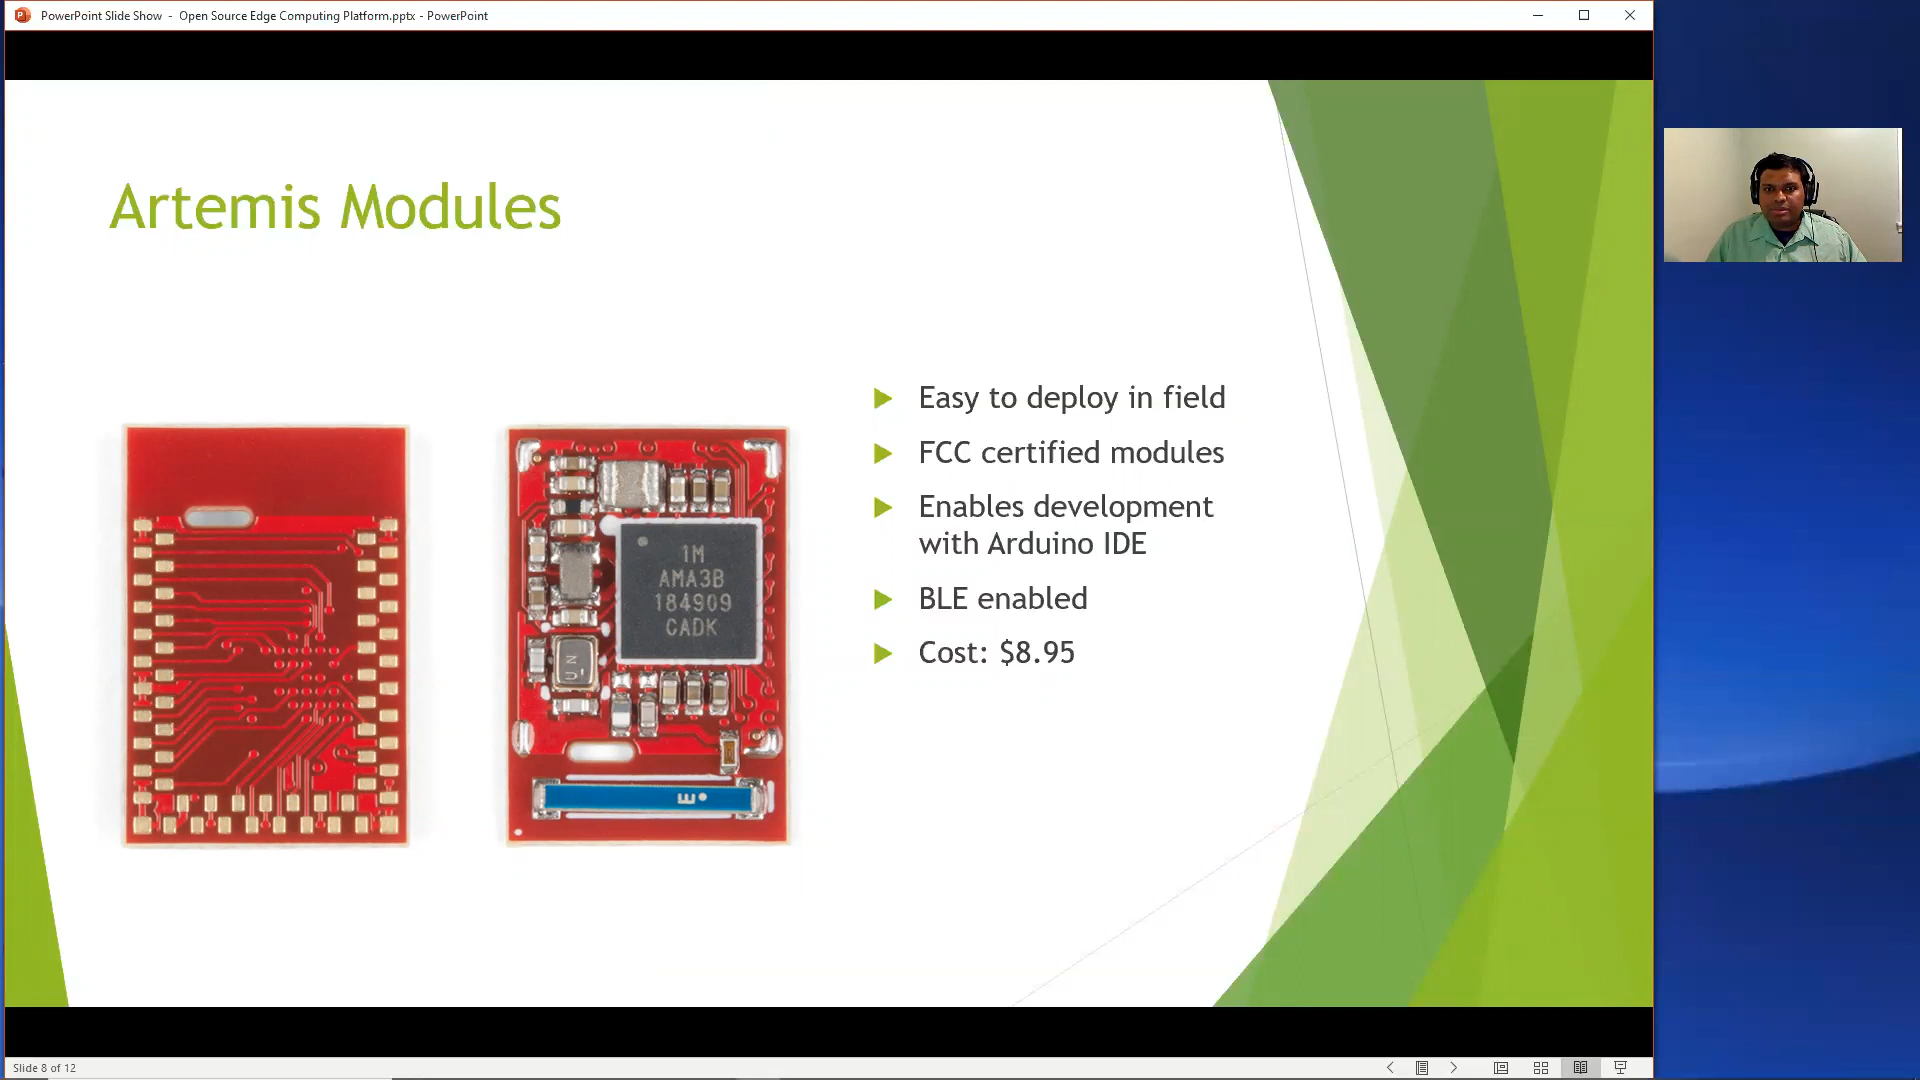 PowerPoint Slide Show - Open Source Edge Computing Platform.pptx - PowerPoint
Artemis Modules
Easy to deploy in field
FCC certified modules
Enables development
with Arduino IDE
BLE enabled
Cost: $8.95
1M
AMA3B
184909
CADK
Slide 8 of 12